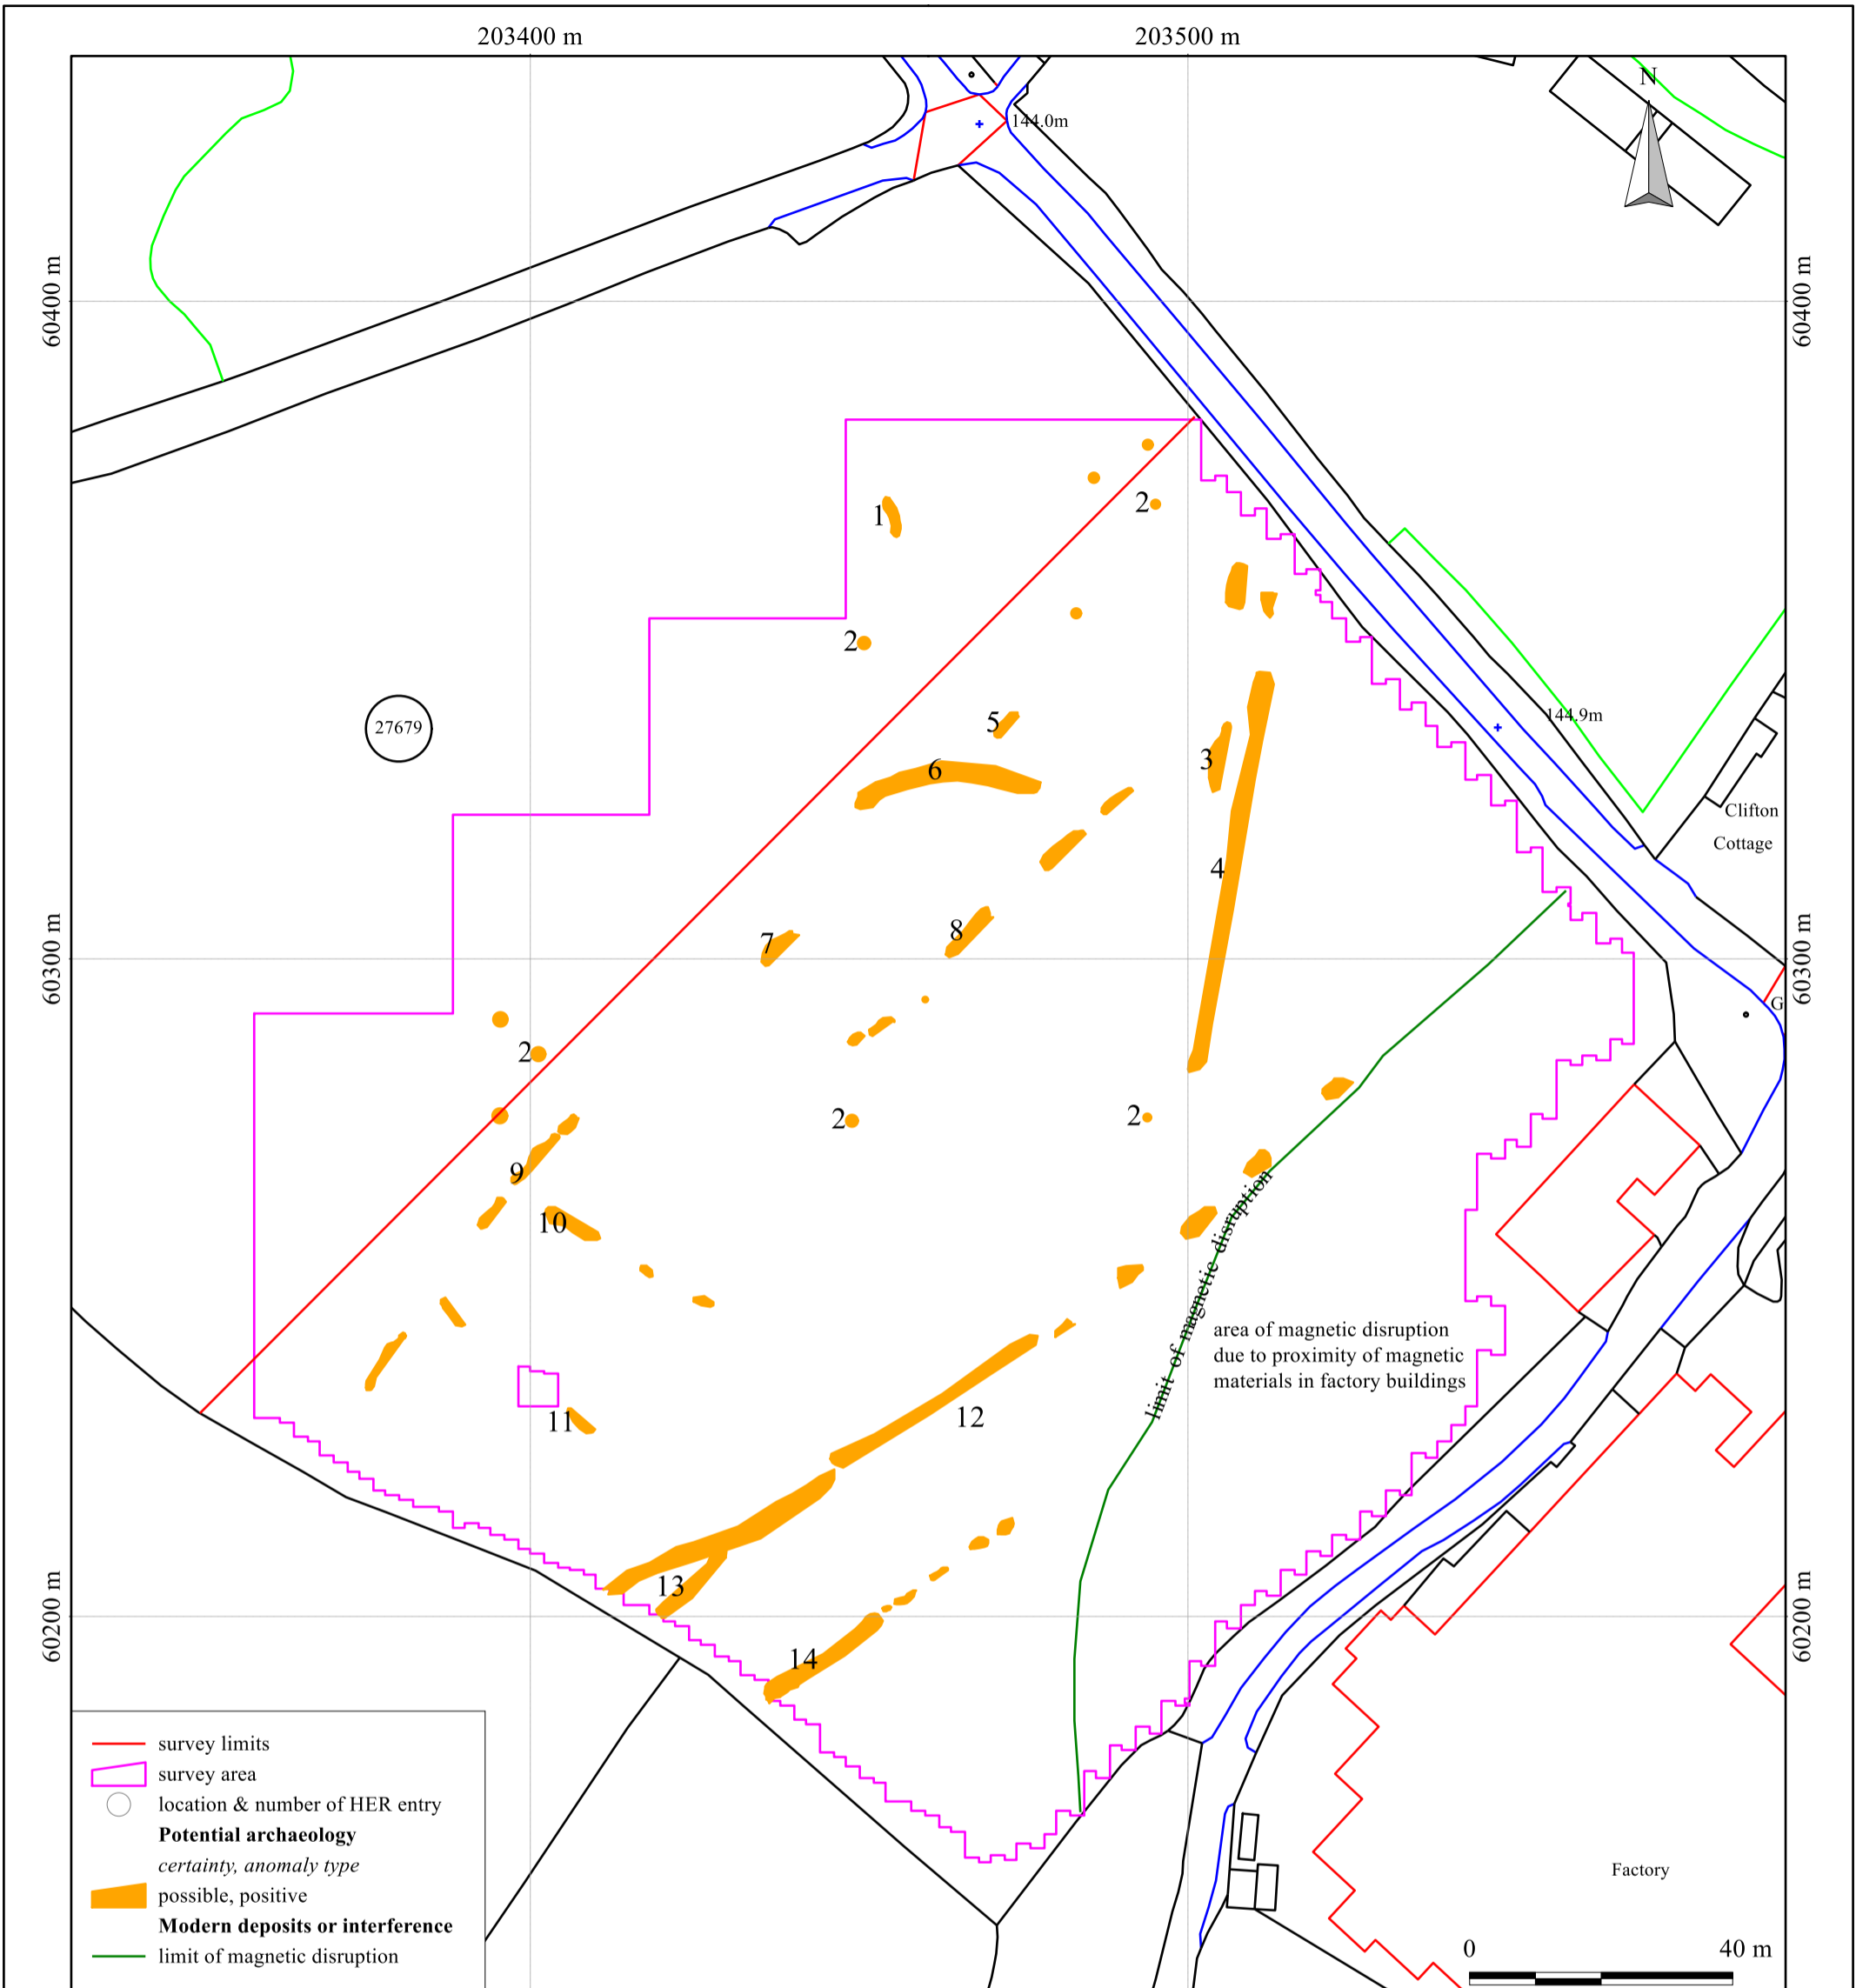 203400 m
203500 m
N
144.0m
60400 m
60400 m
1
2
2
27679
5
144.9m
3
6
Clifton
Cottage
4
8
7
60300 m
60300 m
G
2
2
2
9
10
limit of magnetic disruption
area of magnetic disruption
due to proximity of magnetic
materials in factory buildings
11
12
13
60200 m
60200 m
14
survey limits
survey area
location & number of HER entry
Potential archaeology
certainty, anomaly type
possible, positive
Modern deposits or interference
limit of magnetic disruption
Factory
0
40 m